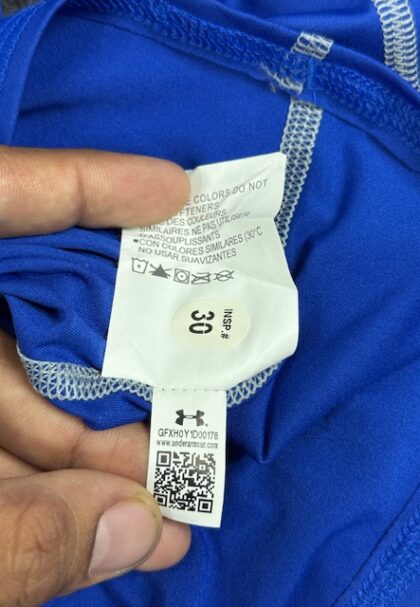 COLORS DO NOT
DES COULEURS
SIMILAIRES NE PAS UTILISER
D'ASSOUPLISSANTS
▪CON COLORES SIMILARES (30°C
NO USAR SUAVIZANTES
INSP.#
30
GFXH0Y1D00178
www.underarmour.com